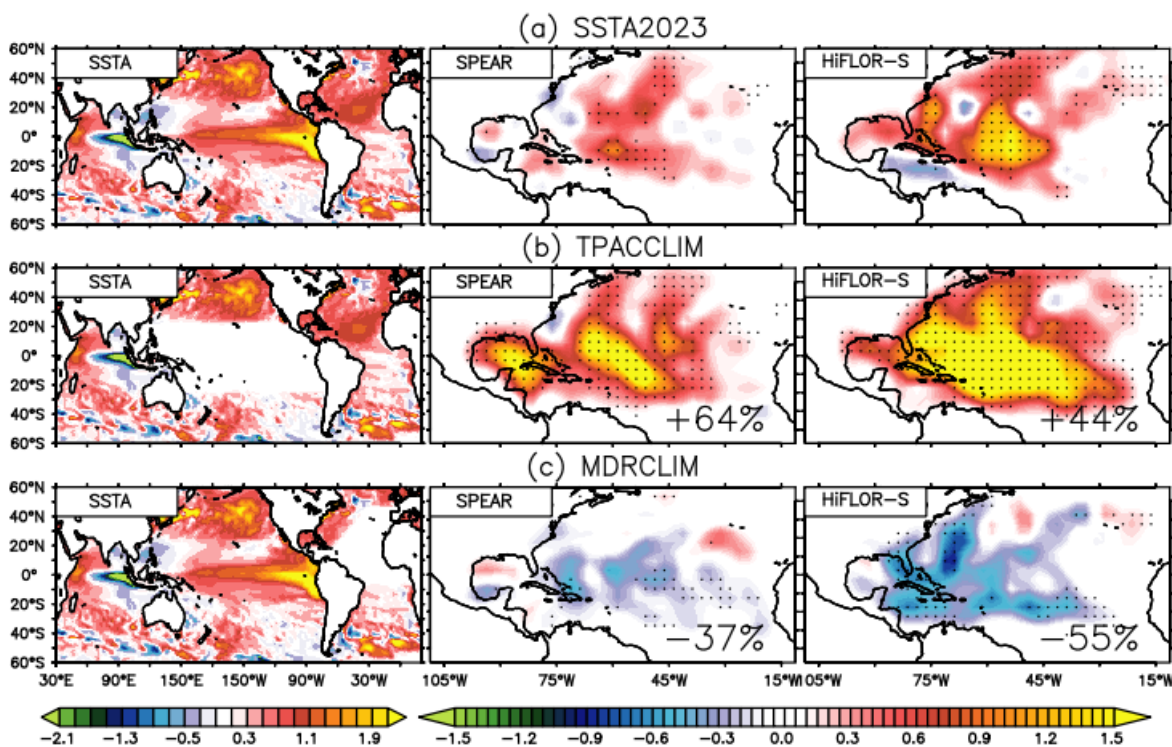 (a) SSTA2023
60°N 40°N 20°N 0° 20°S 40°S 60°S
SSTA SPEAR HiFLOR-S
(b) TPACCLIM
60°N 40°N 20°N 0° 20°S 40°S 60°S
SSTA SPEAR HiFLOR-S
+64% +44%
(c) MDRCLIM
60°N 40°N 20°N 0° 20°S 40°S 60°S
SSTA SPEAR HiFLOR-S
-37% -55%
30°E 90°E 150°E 150°W 90°W 30°W 105°W 75°W 45°W 15°W 105°W 75°W 45°W 15°W
-2.1 -1.3 -0.5 0.3 1.1 1.9 -1.5 -1.2 -0.9 -0.6 -0.3 0.0 0.3 0.6 0.9 1.2 1.5